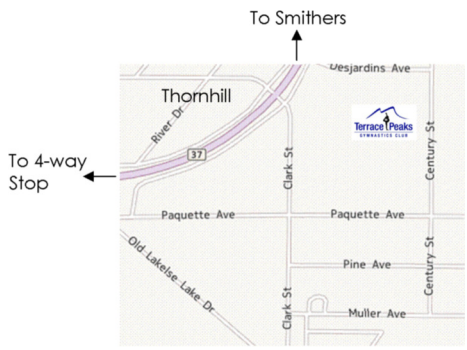 To Smithers
Desjardins Ave
Thornhill
River Dr
Terrace Peaks
GYMNASTICS CLUB
37
To 4-way
Stop
Clark St
Century St
Paquette Ave
Paquette Ave
Old Lakelse Lake Dr
Century St
Pine Ave
Clark St
Muller Ave